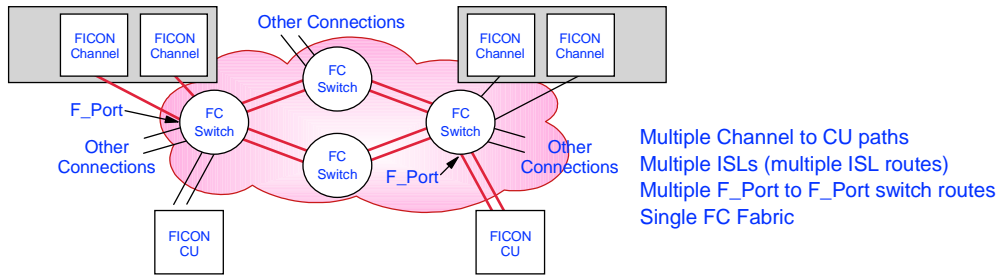 FICON
Channel
FICON
Channel
Other Connections
FICON
Channel
FICON
Channel
FC
Switch
F_Port
FC
Switch
FC
Switch
Other
Connections
FC
Switch
F_Port
Other
Connections
FICON
CU
FICON
CU
Multiple Channel to CU paths
Multiple ISLs (multiple ISL routes)
Multiple F_Port to F_Port switch routes
Single FC Fabric